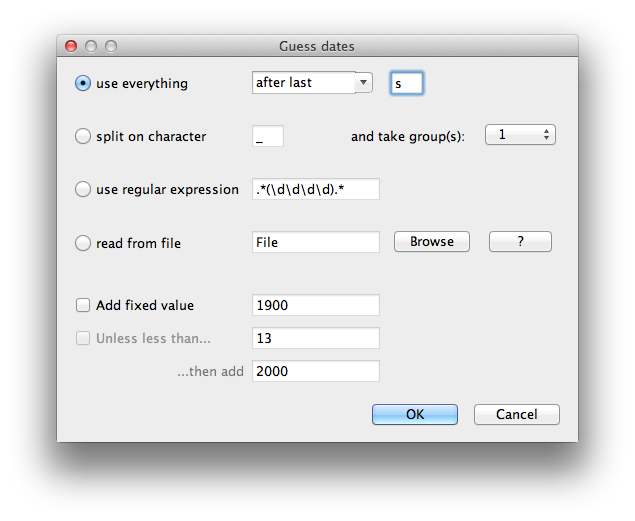 Guess dates
use everything after last s
split on character _ and take group(s): 1
use regular expression .*(\d\d\d\d).*
read from file File Browse ?
Add fixed value 1900
Unless less than... 13
...then add 2000
OK Cancel